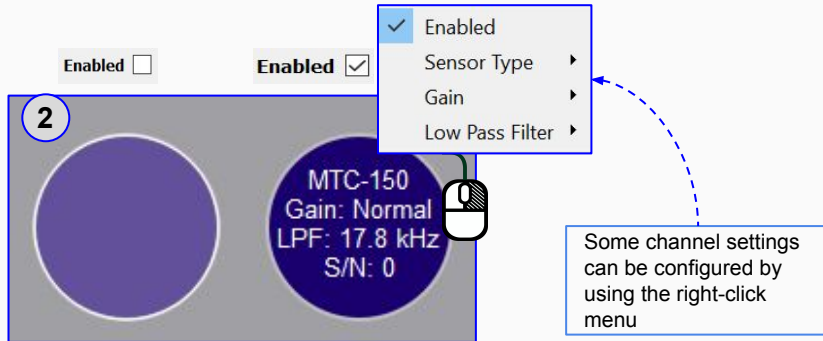 Enabled
Enabled
Enabled
Sensor Type
Gain
Low Pass Filter
2
MTC-150
Gain: Normal
LPF: 17.8 kHz
S/N: 0
Some channel settings
can be configured by
using the right-click
menu